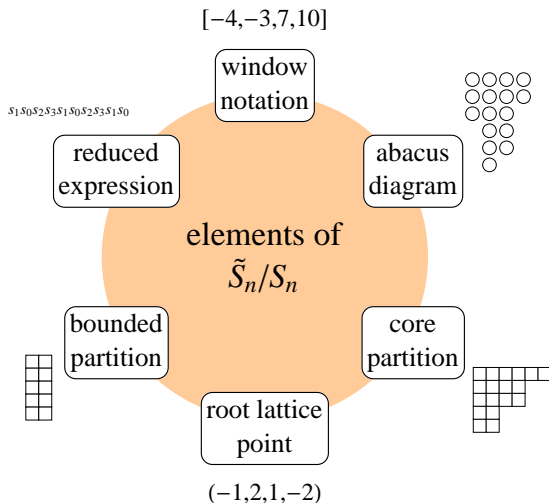 [−4,−3,7,10]
window
notation
s₁s₀s₂s₃s₁s₀s₂s₃s₁s₀
reduced
expression
abacus
diagram
elements of
S̃ₙ/Sₙ
bounded
partition
core
partition
root lattice
point
(−1,2,1,−2)